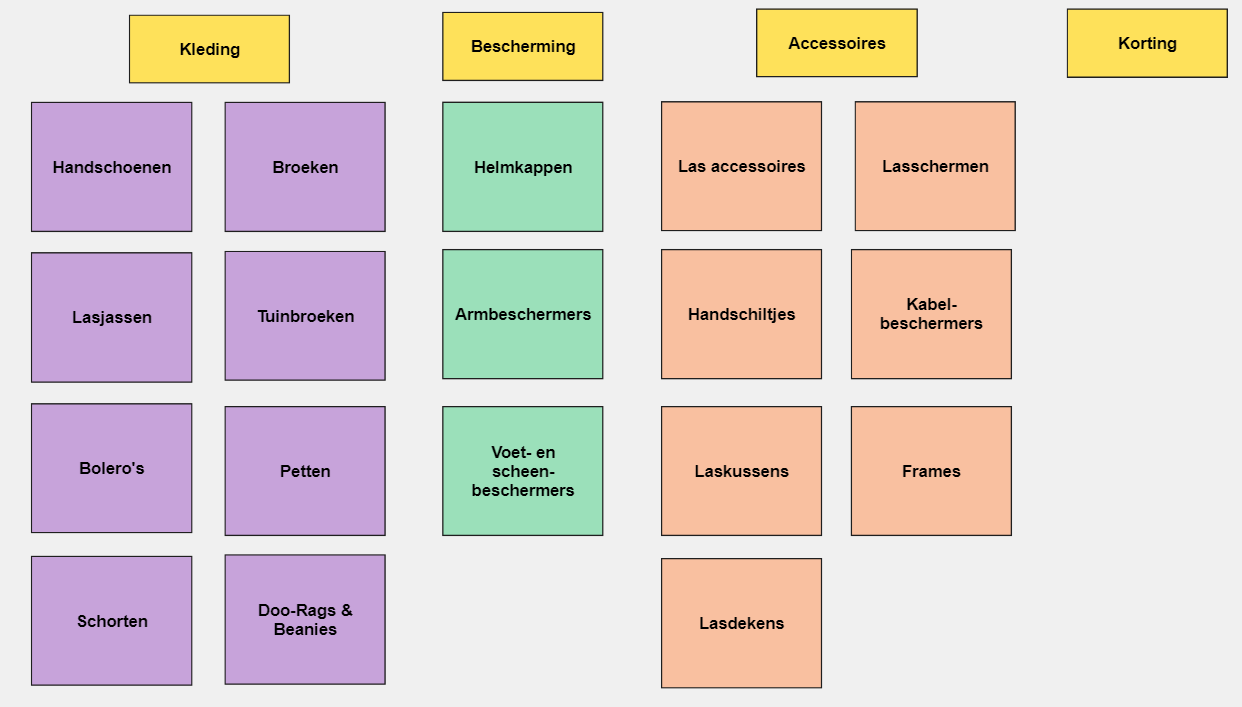 Kleding
Bescherming
Accessoires
Korting
Handschoenen
Broeken
Helmkappen
Las accessoires
Lasschermen
Lasjassen
Tuinbroeken
Armbeschermers
Handschiltjes
Kabel-
beschermers
Bolero's
Petten
Voet- en
scheen-
beschermers
Laskussens
Frames
Schorten
Doo-Rags &
Beanies
Lasdekens